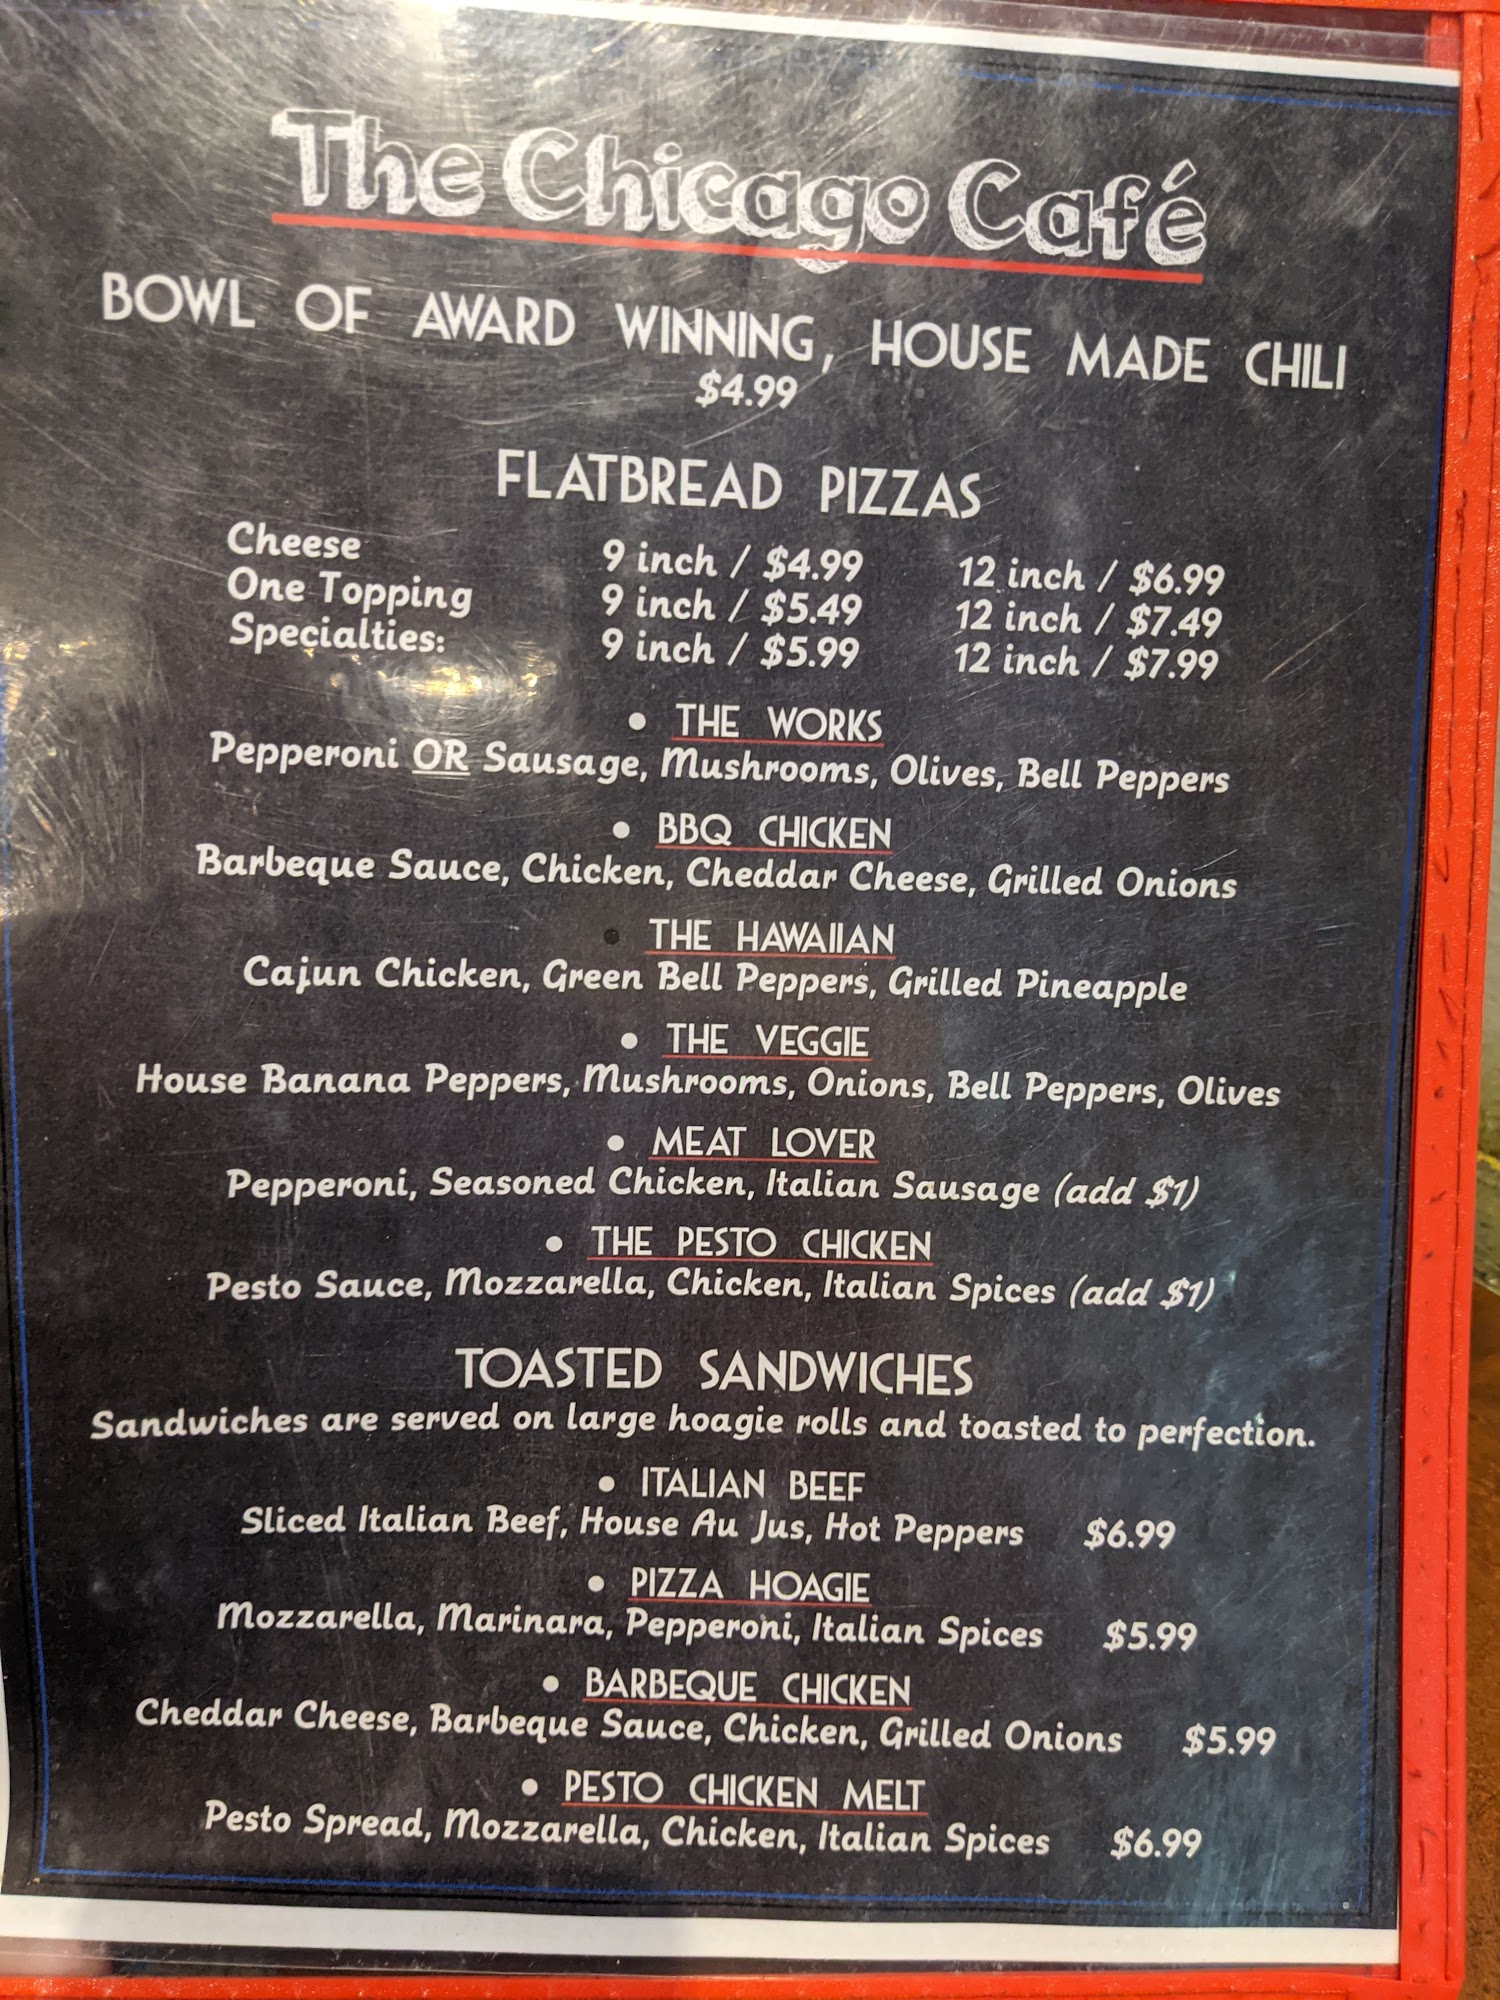 The Chicago Café
BOWL OF AWARD WINNING, HOUSE MADE CHILI
$4.99
FLATBREAD PIZZAS
Cheese 9 inch / $4.99 12 inch / $6.99
One Topping 9 inch / $5.49 12 inch / $7.49
Specialties: 9 inch / $5.99 12 inch / $7.99
• THE WORKS
Pepperoni OR Sausage, Mushrooms, Olives, Bell Peppers
• BBQ CHICKEN
Barbeque Sauce, Chicken, Cheddar Cheese, Grilled Onions
• THE HAWAIIAN
Cajun Chicken, Green Bell Peppers, Grilled Pineapple
• THE VEGGIE
House Banana Peppers, Mushrooms, Onions, Bell Peppers, Olives
• MEAT LOVER
Pepperoni, Seasoned Chicken, Italian Sausage (add $1)
• THE PESTO CHICKEN
Pesto Sauce, Mozzarella, Chicken, Italian Spices (add $1)
TOASTED SANDWICHES
Sandwiches are served on large hoagie rolls and toasted to perfection.
• ITALIAN BEEF
Sliced Italian Beef, House Au Jus, Hot Peppers $6.99
• PIZZA HOAGIE
Mozzarella, Marinara, Pepperoni, Italian Spices $5.99
• BARBEQUE CHICKEN
Cheddar Cheese, Barbeque Sauce, Chicken, Grilled Onions $5.99
• PESTO CHICKEN MELT
Pesto Spread, Mozzarella, Chicken, Italian Spices $6.99